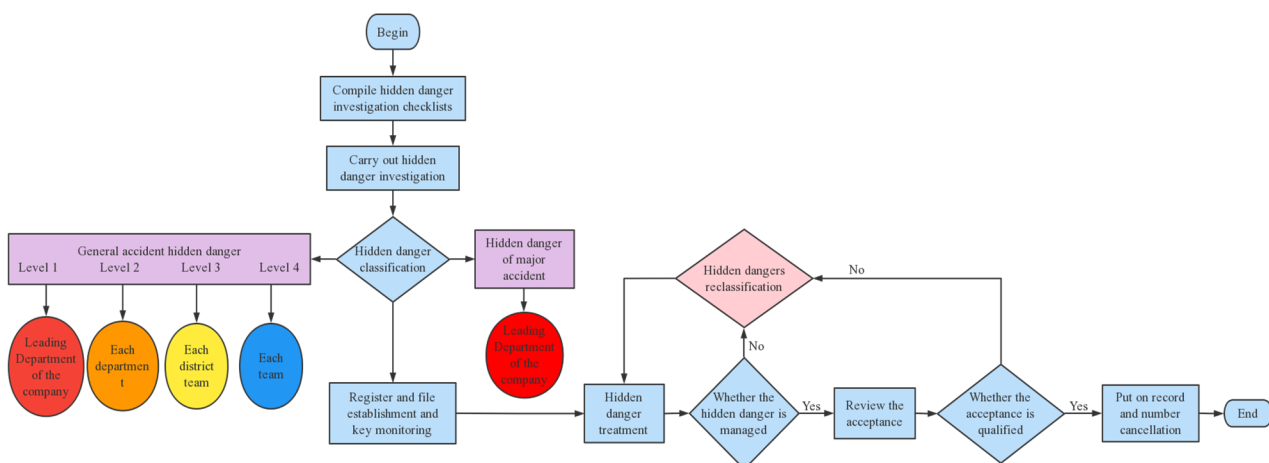 Begin
Compile hidden danger
investigation checklists
Carry out hidden
danger investigation
General accident hidden danger
Level 1 Level 2 Level 3 Level 4
Hidden danger
classification
Hidden danger
of major
accident
Hidden dangers
reclassification
No
Leading
Department
of the
company
Each
departmen
t
Each
district
team
Each
team
Leading
Department
of the
company
No
Register and file
establishment and
key monitoring
Hidden
danger
treatment
Whether the
hidden danger is
managed
Yes
Review the
acceptance
Whether the
acceptance is
qualified
Yes
Put on record
and number
cancellation
End